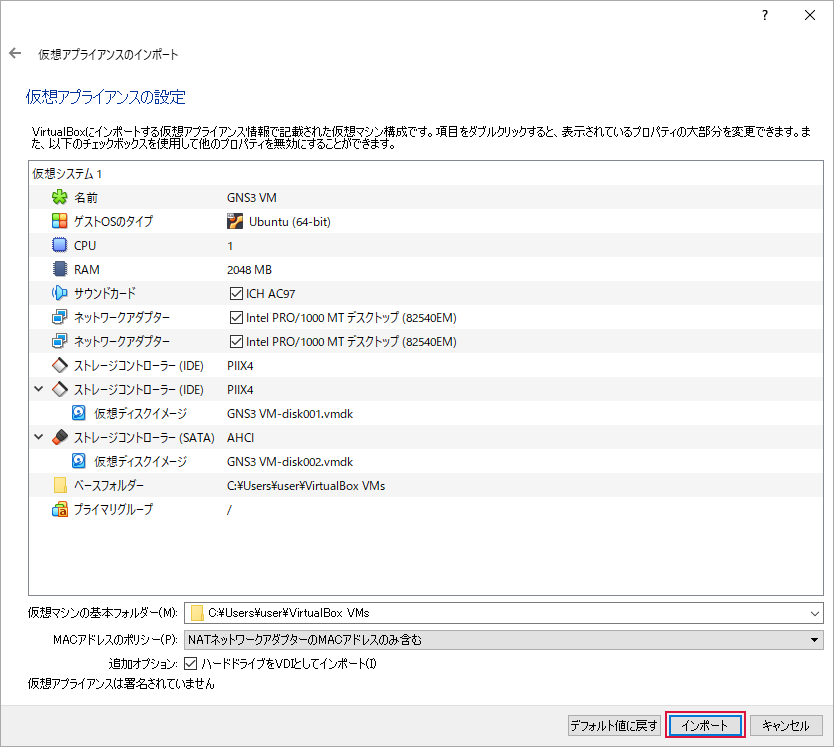 ?
仮想アプライアンスのインポート
仮想アプライアンスの設定
VirtualBoxにインポートする仮想アプライアンス情報で記載された仮想マシン構成です。項目をダブルクリックすると、表示されているプロパティの大部分を変更できます。ま
た、以下のチェックボックスを使用して他のプロパティを無効にすることができます。
仮想システム 1
名前 GNS3 VM
ゲストOSのタイプ Ubuntu (64-bit)
CPU 1
RAM 2048 MB
サウンドカード ICH AC97
ネットワークアダプター Intel PRO/1000 MT デスクトップ (82540EM)
ネットワークアダプター Intel PRO/1000 MT デスクトップ (82540EM)
ストレージコントローラー (IDE) PIIX4
ストレージコントローラー (IDE) PIIX4
仮想ディスクイメージ GNS3 VM-disk001.vmdk
ストレージコントローラー (SATA) AHCI
仮想ディスクイメージ GNS3 VM-disk002.vmdk
ベースフォルダー C:¥Users¥user¥VirtualBox VMs
プライマリグループ /
仮想マシンの基本フォルダー(M): C:¥Users¥user¥VirtualBox VMs
MACアドレスのポリシー(P): NATネットワークアダプターのMACアドレスのみ含む
追加オプション: ハードドライブをVDIとしてインポート(I)
仮想アプライアンスは署名されていません
デフォルト値に戻す インポート キャンセル